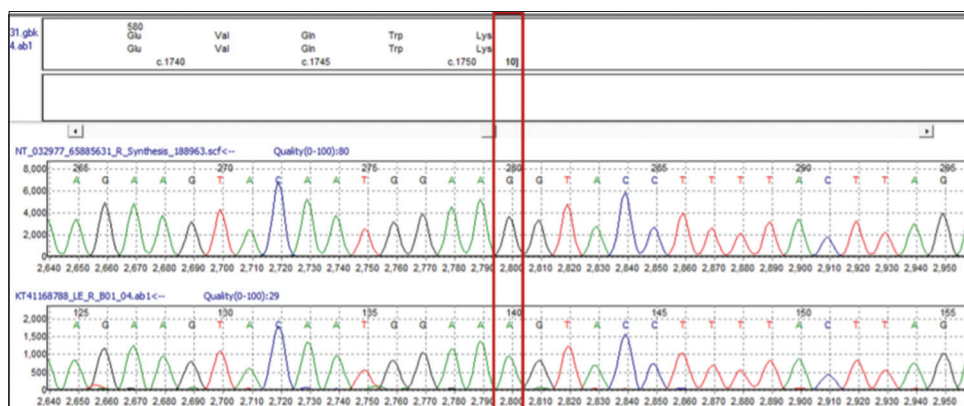 31.gbk
4.ab1
580
Glu Val Gln Trp Lys
Glu Val Gln Trp Lys
c.1740 c.1745 c.1750 10]
NT_032977_65885631_R_Synthesis_188963.scf<-- Quality(0-100):80
265 270 275 280 285 290 295
A G A A G T A C A A T G G A A G G T A C C T T T T A C T T A G
8,000
6,000
4,000
2,000
0
2,640 2,650 2,660 2,670 2,680 2,690 2,700 2,710 2,720 2,730 2,740 2,750 2,760 2,770 2,780 2,790 2,800 2,810 2,820 2,830 2,840 2,850 2,860 2,870 2,880 2,890 2,900 2,910 2,920 2,930 2,940 2,950
KT41168788_LE_R_B01_04.ab1<-- Quality(0-100):29
125 130 135 140 145 150 155
A G A A G T A C A A T G G A A A G T A C C T T T T A C T T A G
2,000
1,500
1,000
500
0
2,640 2,650 2,660 2,670 2,680 2,690 2,700 2,710 2,720 2,730 2,740 2,750 2,760 2,770 2,780 2,790 2,800 2,810 2,820 2,830 2,840 2,850 2,860 2,870 2,880 2,890 2,900 2,910 2,920 2,930 2,940 2,950